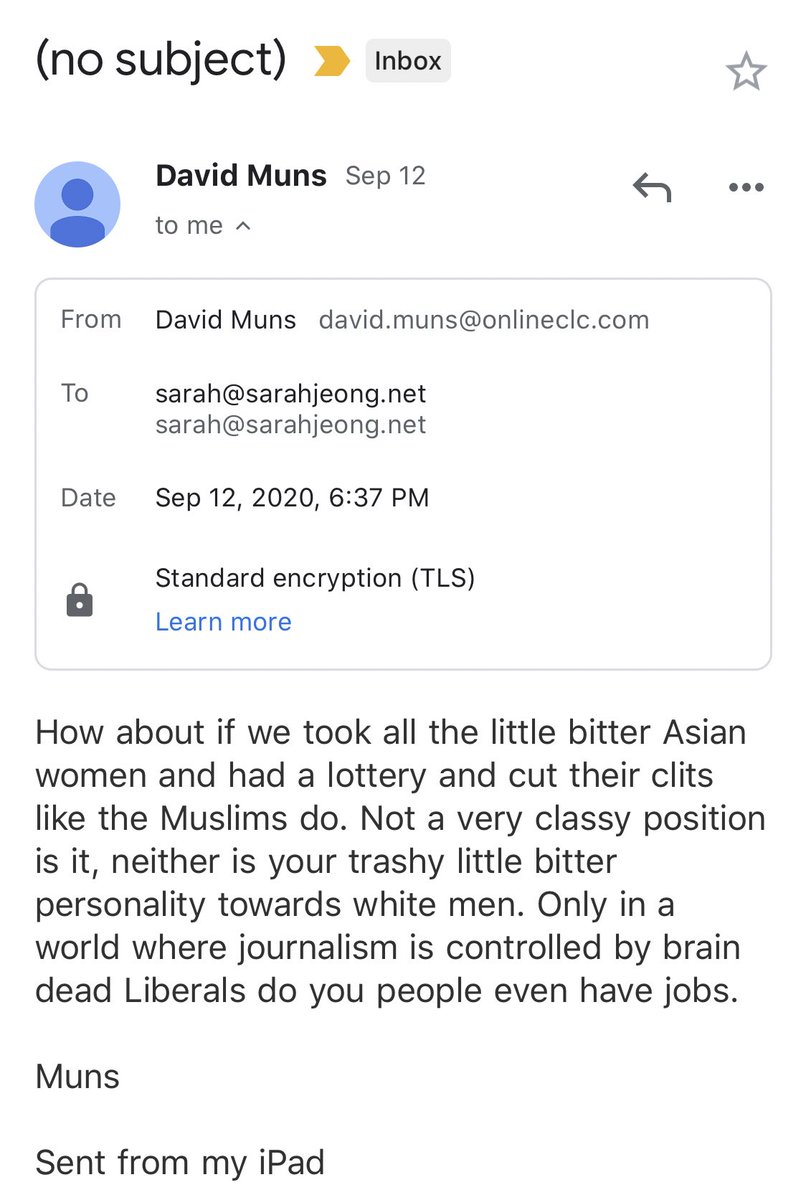 (no subject) Inbox
David Muns Sep 12
to me
From David Muns david.muns@onlineclc.com
To sarah@sarahjeong.net
sarah@sarahjeong.net
Date Sep 12, 2020, 6:37 PM
Standard encryption (TLS)
Learn more
How about if we took all the little bitter Asian
women and had a lottery and cut their clits
like the Muslims do. Not a very classy position
is it, neither is your trashy little bitter
personality towards white men. Only in a
world where journalism is controlled by brain
dead Liberals do you people even have jobs.
Muns
Sent from my iPad